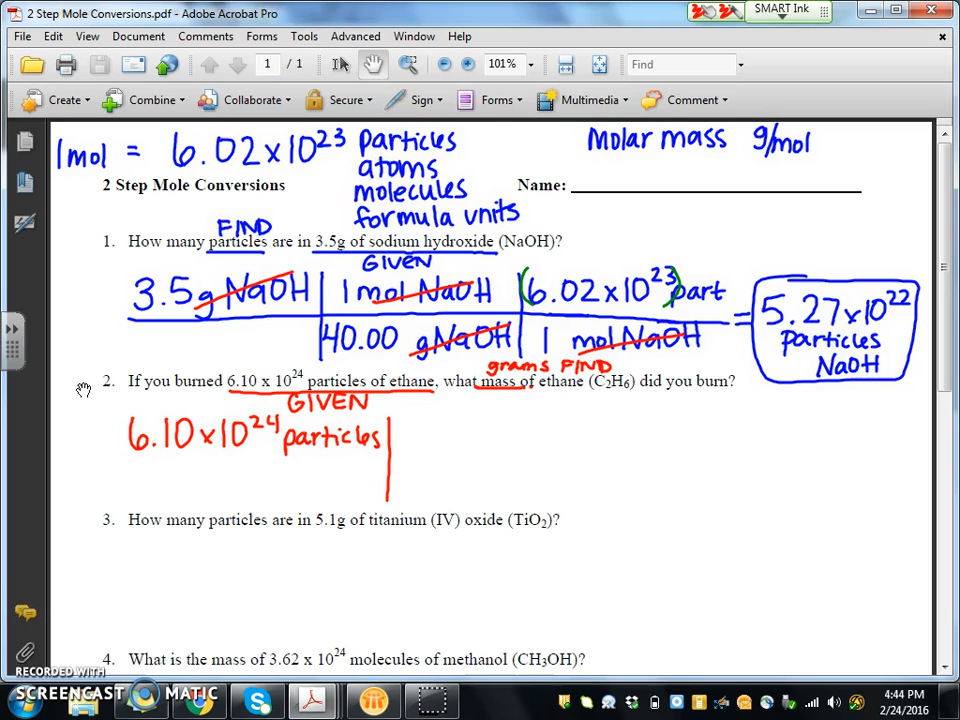 2 Step Mole Conversions.pdf - Adobe Acrobat Pro
SMART Ink
File Edit View Document Comments Forms Tools Advanced Window Help
1 / 1 101% Find
Create Combine Collaborate Secure Sign Forms Multimedia Comment
1mol = 6.02x10²³ particles
atoms
molecules
formula units
Molar mass g/mol
2 Step Mole Conversions Name:
FIND
1. How many particles are in 3.5g of sodium hydroxide (NaOH)?
GIVEN
3.5g NaOH | 1 mol NaOH | (6.02x10²³) part
40.00 gNaOH | 1 mol NaOH
= 5.27x10²²
particles
NaOH
grams FIND
2. If you burned 6.10 x 10²⁴ particles of ethane, what mass of ethane (C₂H₆) did you burn?
GIVEN
6.10x10²⁴ particles
3. How many particles are in 5.1g of titanium (IV) oxide (TiO₂)?
4. What is the mass of 3.62 x 10²⁴ molecules of methanol (CH₃OH)?
RECORDED WITH
SCREENCAST MATIC
4:44 PM
2/24/2016